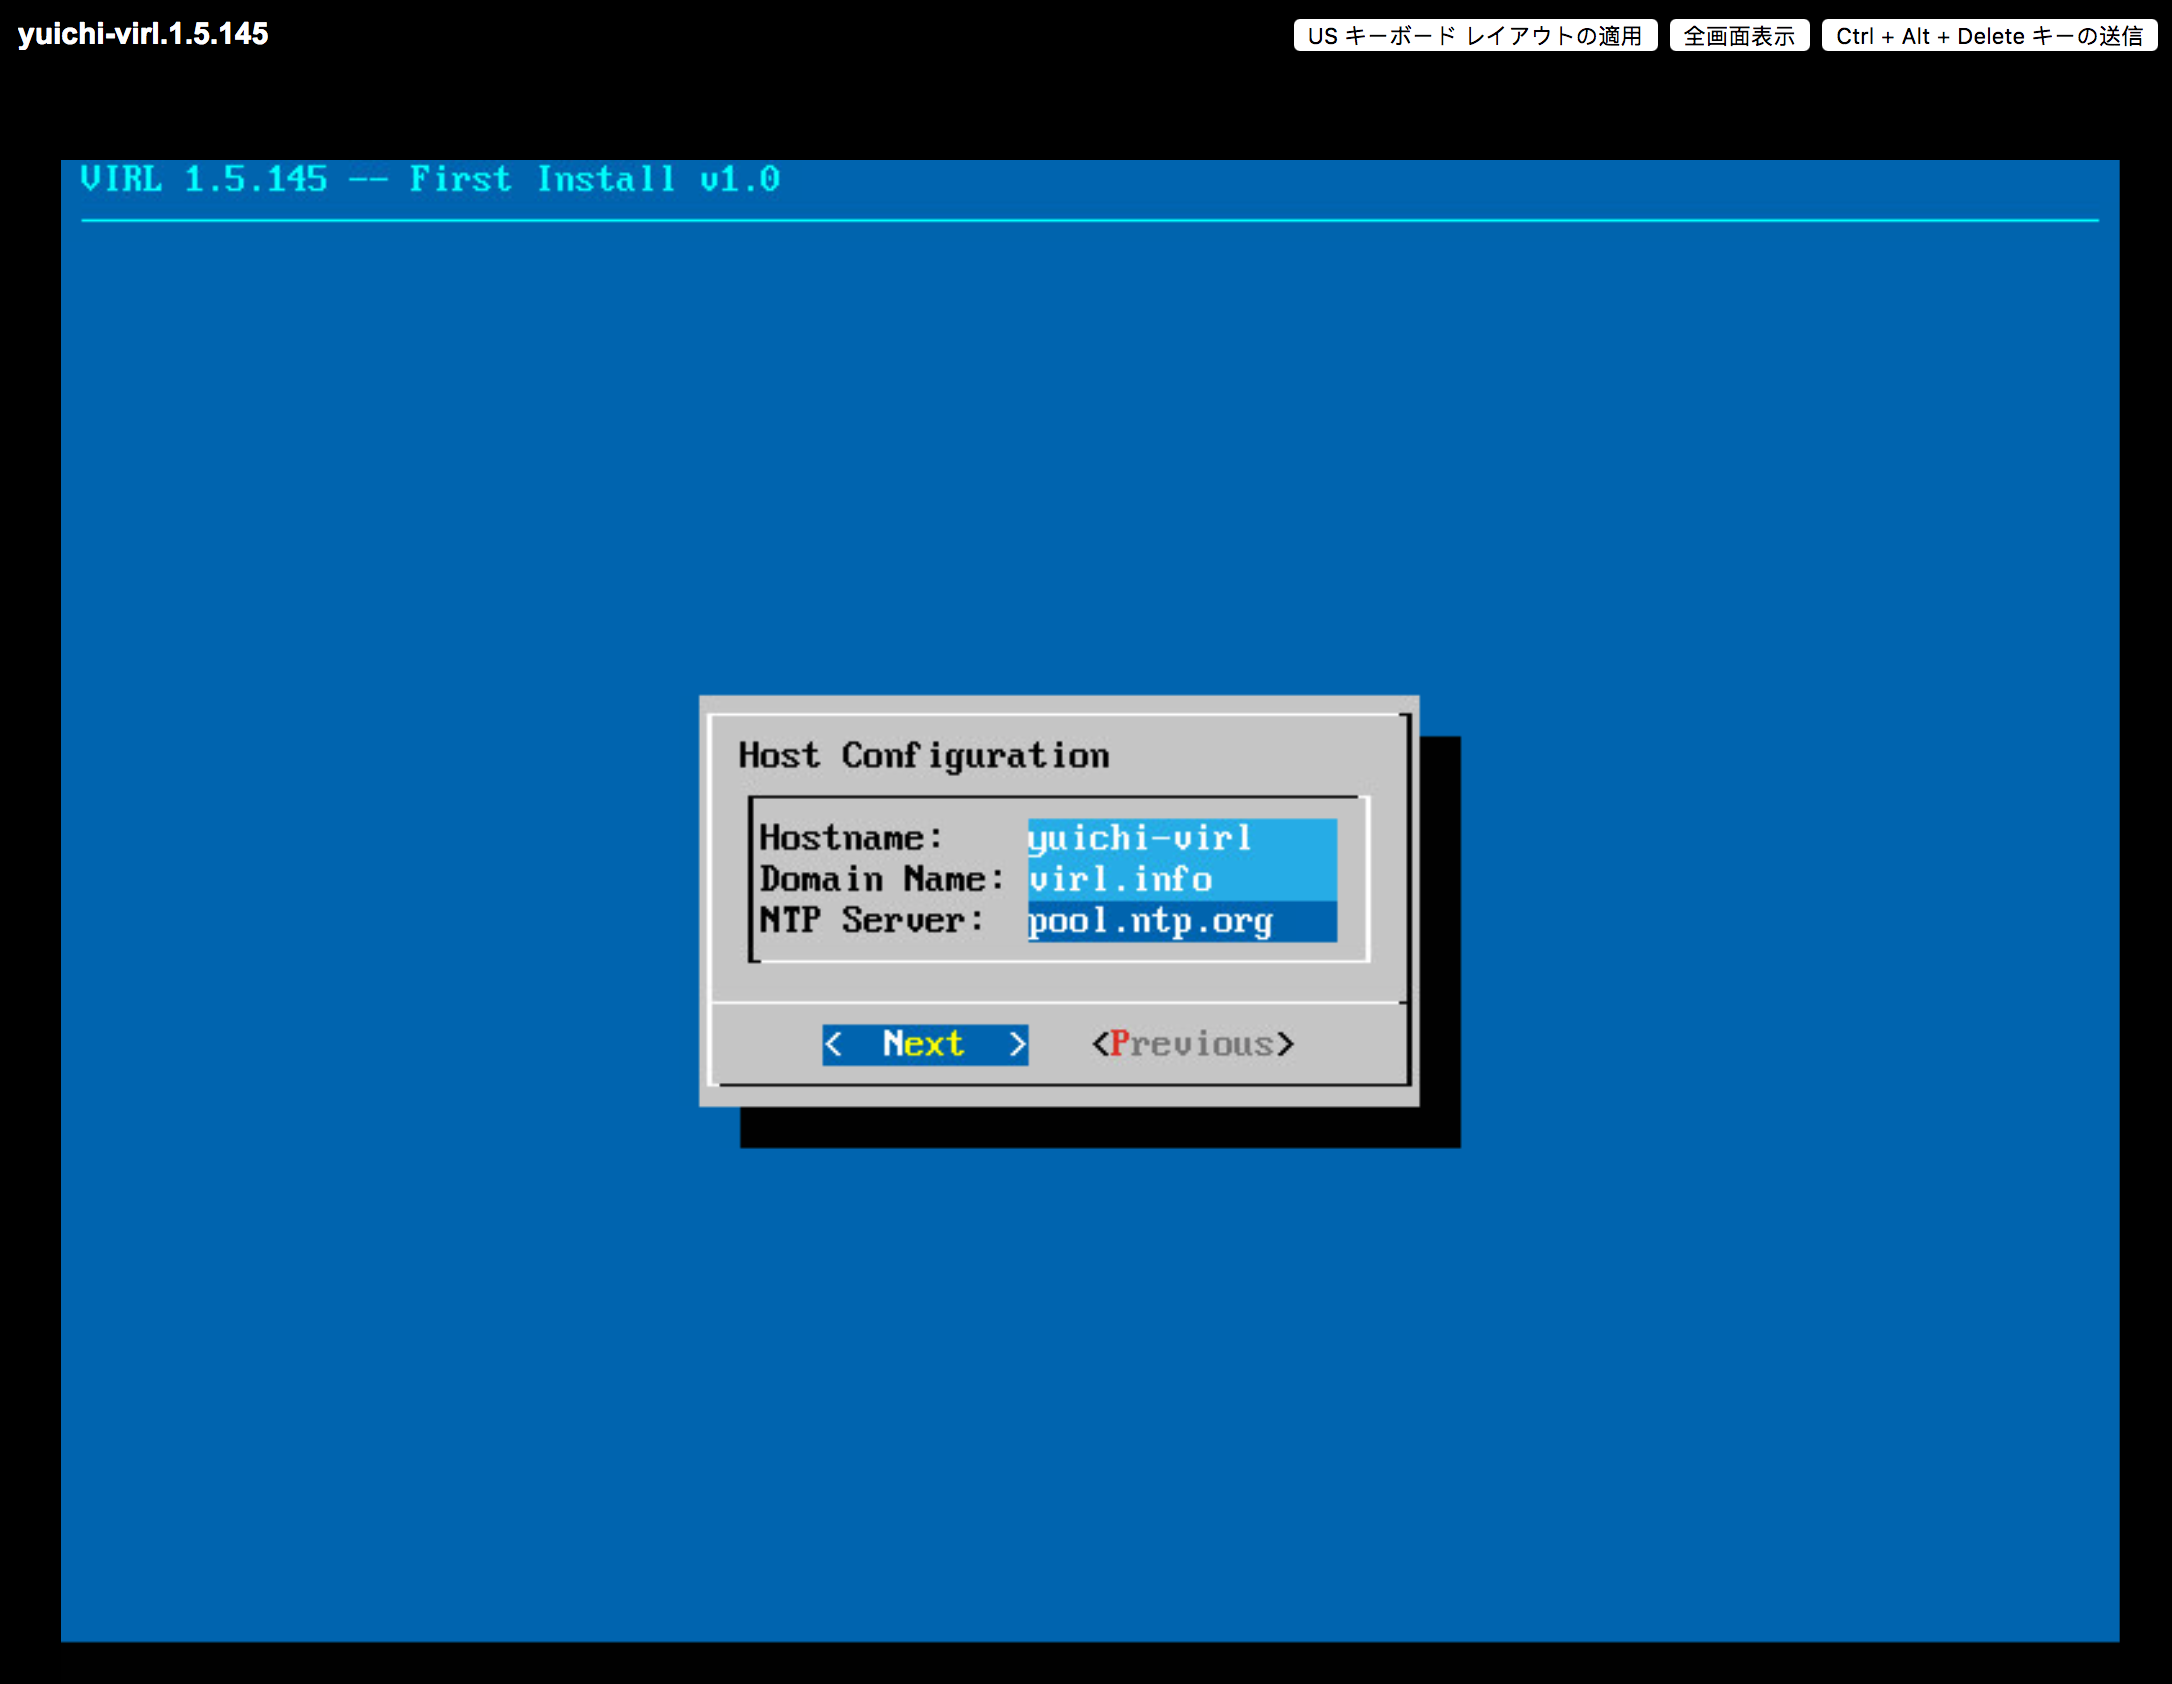 yuichi-virl.1.5.145
US キーボード レイアウトの適用
全画面表示
Ctrl + Alt + Delete キーの送信
VIRL 1.5.145 -- First Install v1.0
Host Configuration
Hostname: yuichi-virl
Domain Name: virl.info
NTP Server: pool.ntp.org
< Next > <Previous>